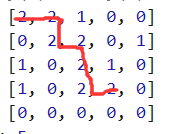 [2, 2, 1, 0, 0]
[0, 2, 2, 0, 1]
[1, 0, 2, 1, 0]
[1, 0, 2, 2, 0]
[0, 0, 0, 0, 0]